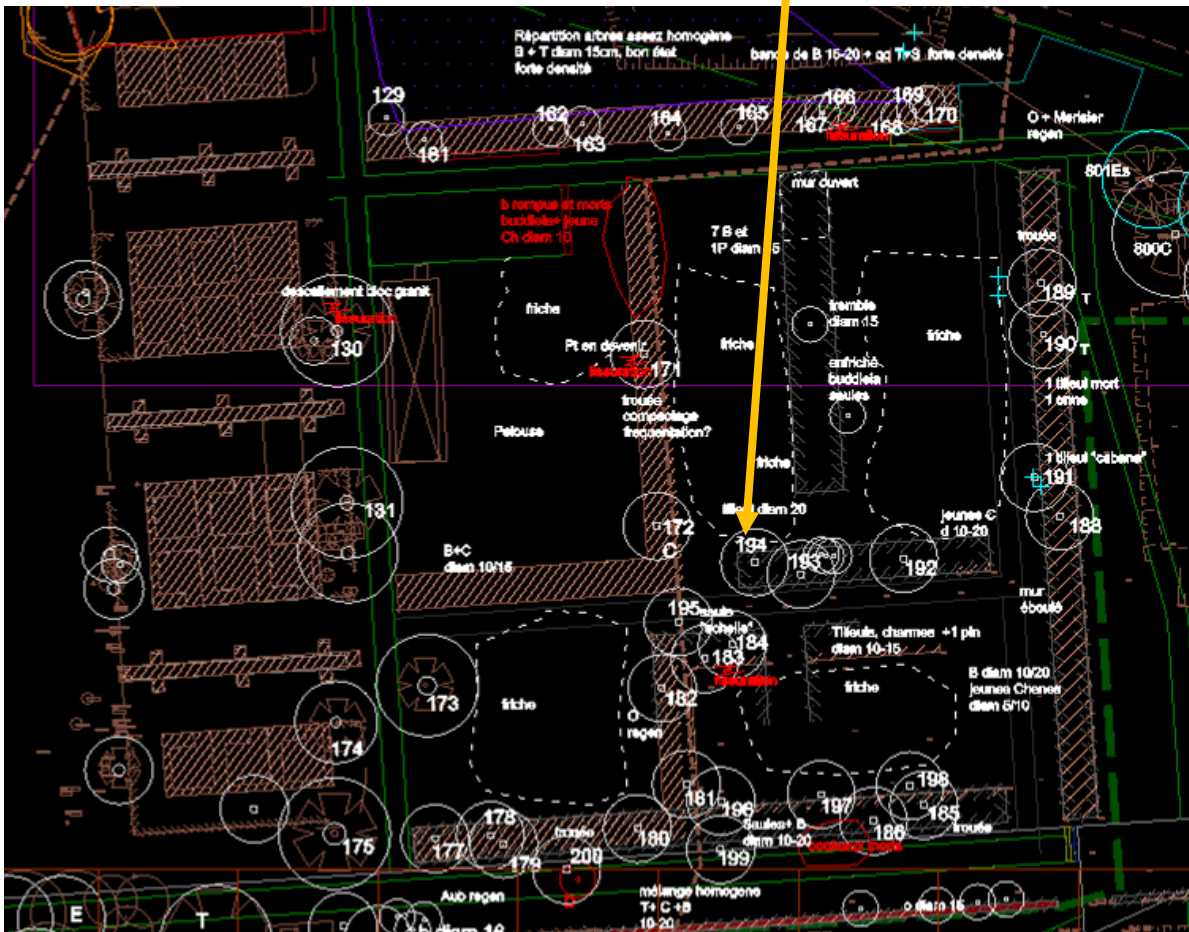 Répartition arbres assez homogène
B + T diam 15cm, bon état
forte densité
bande de B 15-20 + qq T+S forte densité
129
161
162
163
164
165
166
167
168
169
170
fissuration
O + Merisier
regen
801Es
800C
mur ouvert
b rompus et morts
buddleia+ jeune
Ch diam 10
7 B et
trouée
189
T
190
T
descellement bloc granit
fissuration
130
friche
friche
tremble
diam 15
friche
Pt en devenir
fissuration
171
enfriché
buddleia
saules
1 tilleul mort
1 orme
trouée
compactage
frequentation?
Pelouse
friche
1 tilleul "cabane"
191
131
172
C
tilleul diam 20
jeunes C
d 10-20
188
B+C
diam 10/15
194
193
192
mur
éboulé
195
saule
"echelle"
184
183
fissuration
Tilleuls, charmes +1 pin
diam 10-15
173
friche
182
O
regen
friche
B diam 10/20
jeunes Chenes
diam 5/10
174
181
196
197
198
185
186
175
177
178
179
trouée
180
Saules+ B
diam 10-20
199
trouée
200
E
T
Aub regen
mélange homogene
T+ C +B
10-20
diam 15